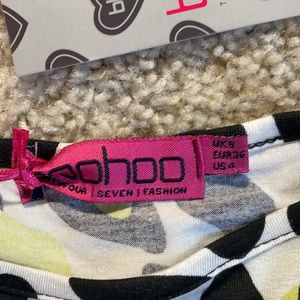 oohoo
FOUR | SEVEN | FASHION
UK 8
EUR 36
US 4